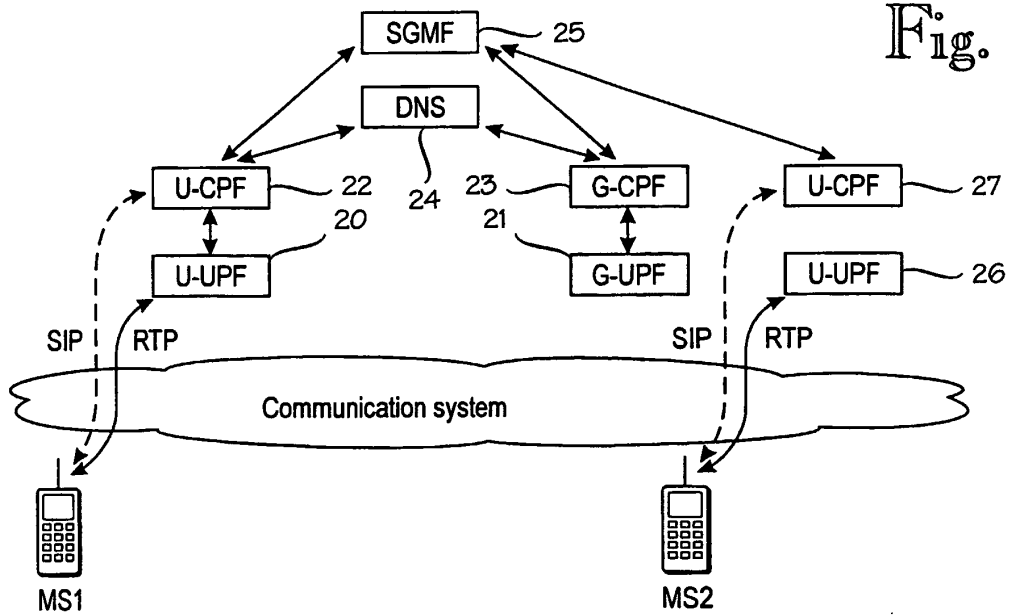 Fig.
SGMF 25
DNS
24
U-CPF 22 23 G-CPF U-CPF 27
20 21
U-UPF G-UPF U-UPF 26
SIP RTP SIP RTP
Communication system
MS1 MS2